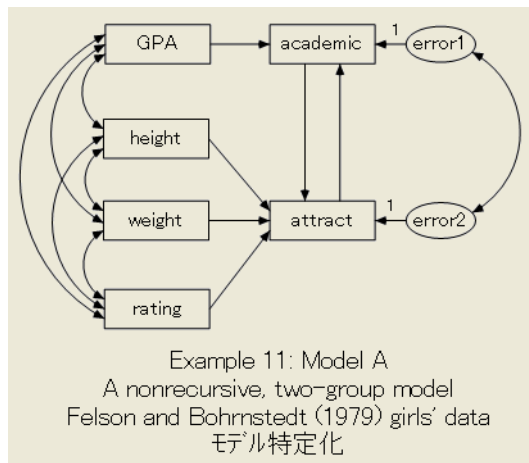 GPA
academic
1
error1
height
weight
attract
1
error2
rating
Example 11: Model A
A nonrecursive, two-group model
Felson and Bohrnstedt (1979) girls' data
モデル特定化